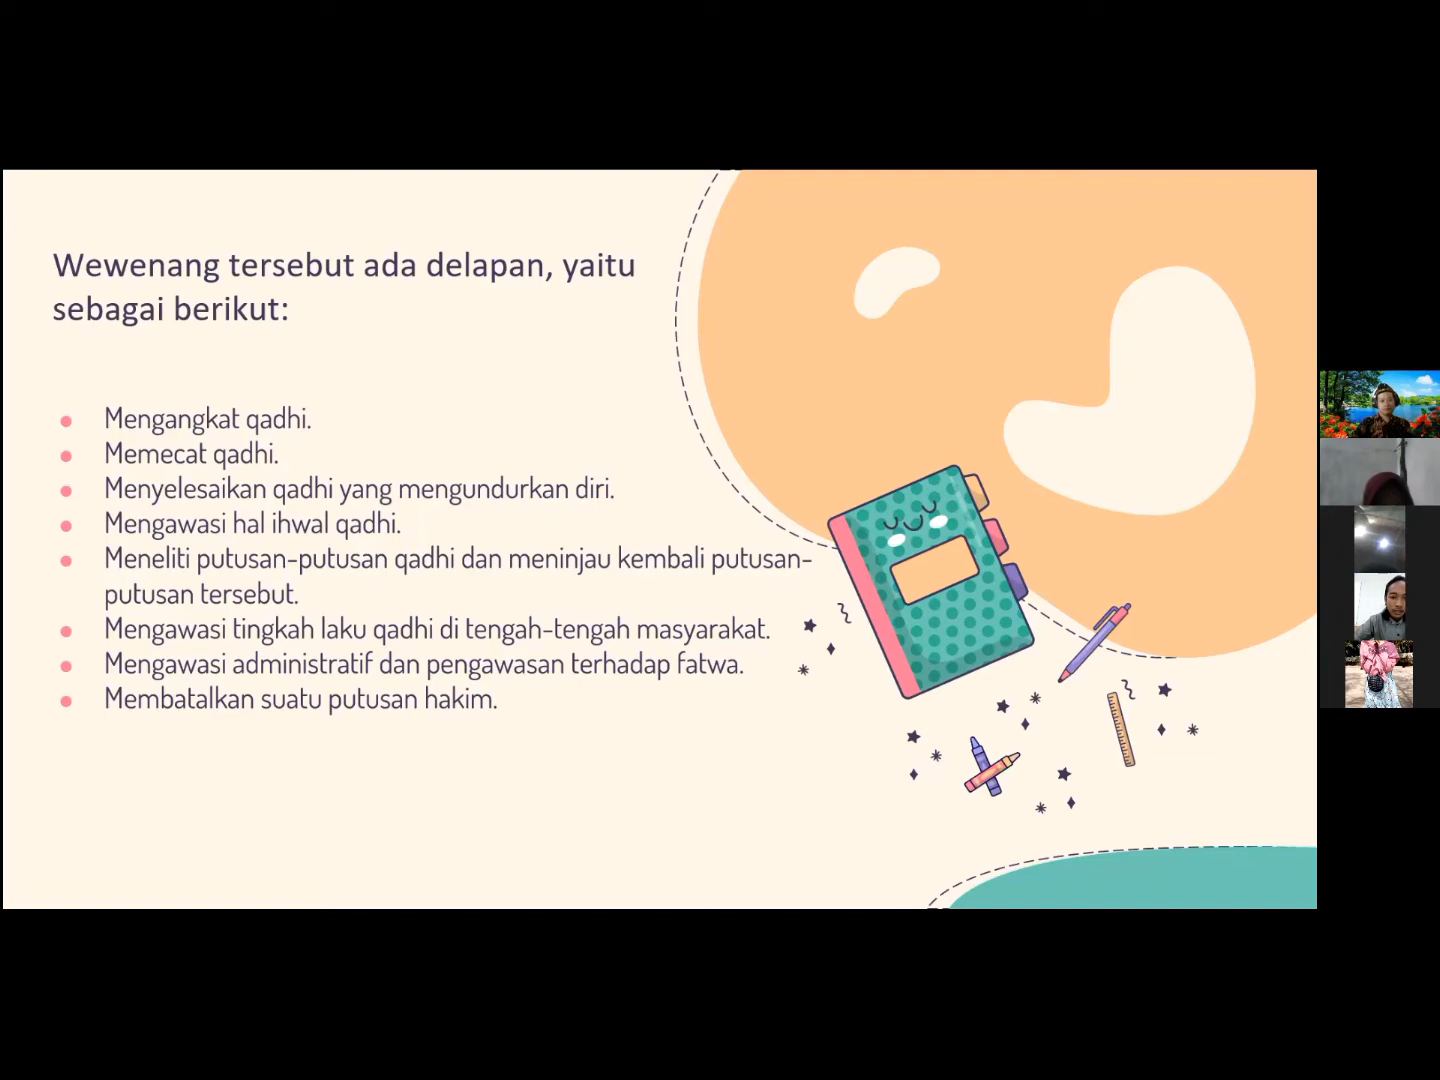 Wewenang tersebut ada delapan, yaitu
sebagai berikut:
Mengangkat qadhi.
Memecat qadhi.
Menyelesaikan qadhi yang mengundurkan diri.
Mengawasi hal ihwal qadhi.
Meneliti putusan-putusan qadhi dan meninjau kembali putusan-
putusan tersebut.
Mengawasi tingkah laku qadhi di tengah-tengah masyarakat.
Mengawasi administratif dan pengawasan terhadap fatwa.
Membatalkan suatu putusan hakim.